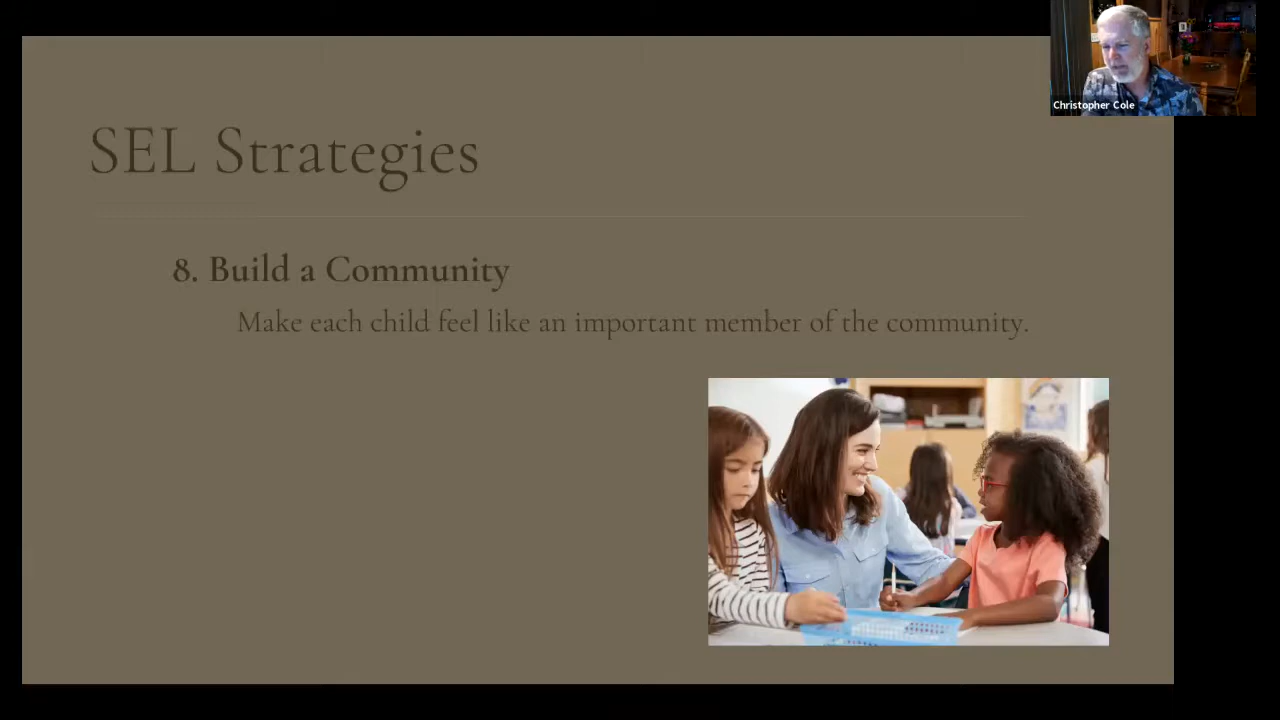 Christopher Cole
SEL Strategies
8. Build a Community
Make each child feel like an important member of the community.